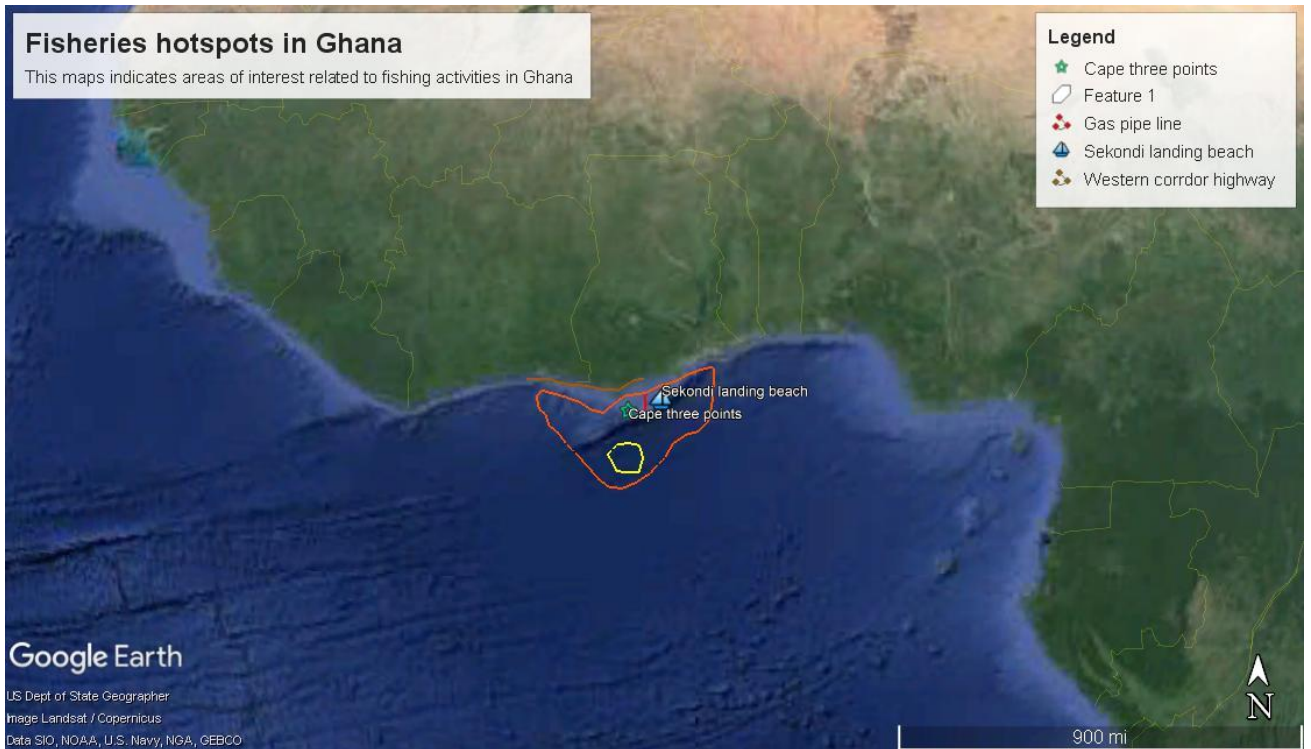 Fisheries hotspots in Ghana
This maps indicates areas of interest related to fishing activities in Ghana
Legend
Cape three points
Feature 1
Gas pipe line
Sekondi landing beach
Western corrdor highway
Sekondi landing beach
Cape three points
Google Earth
US Dept of State Geographer
Image Landsat / Copernicus
Data SIO, NOAA, U.S. Navy, NGA, GEBCO
N
900 mi